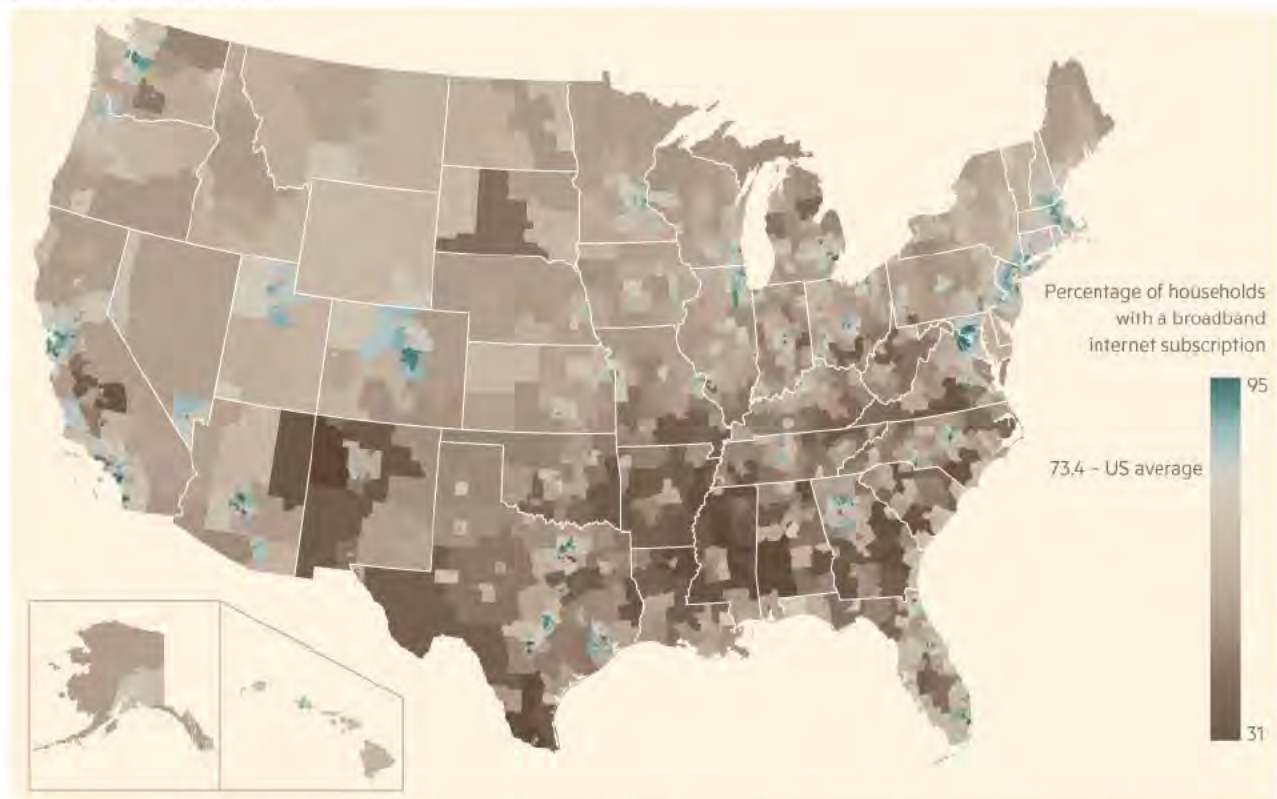 Percentage of households
with a broadband
internet subscription
95
73.4 – US average
31